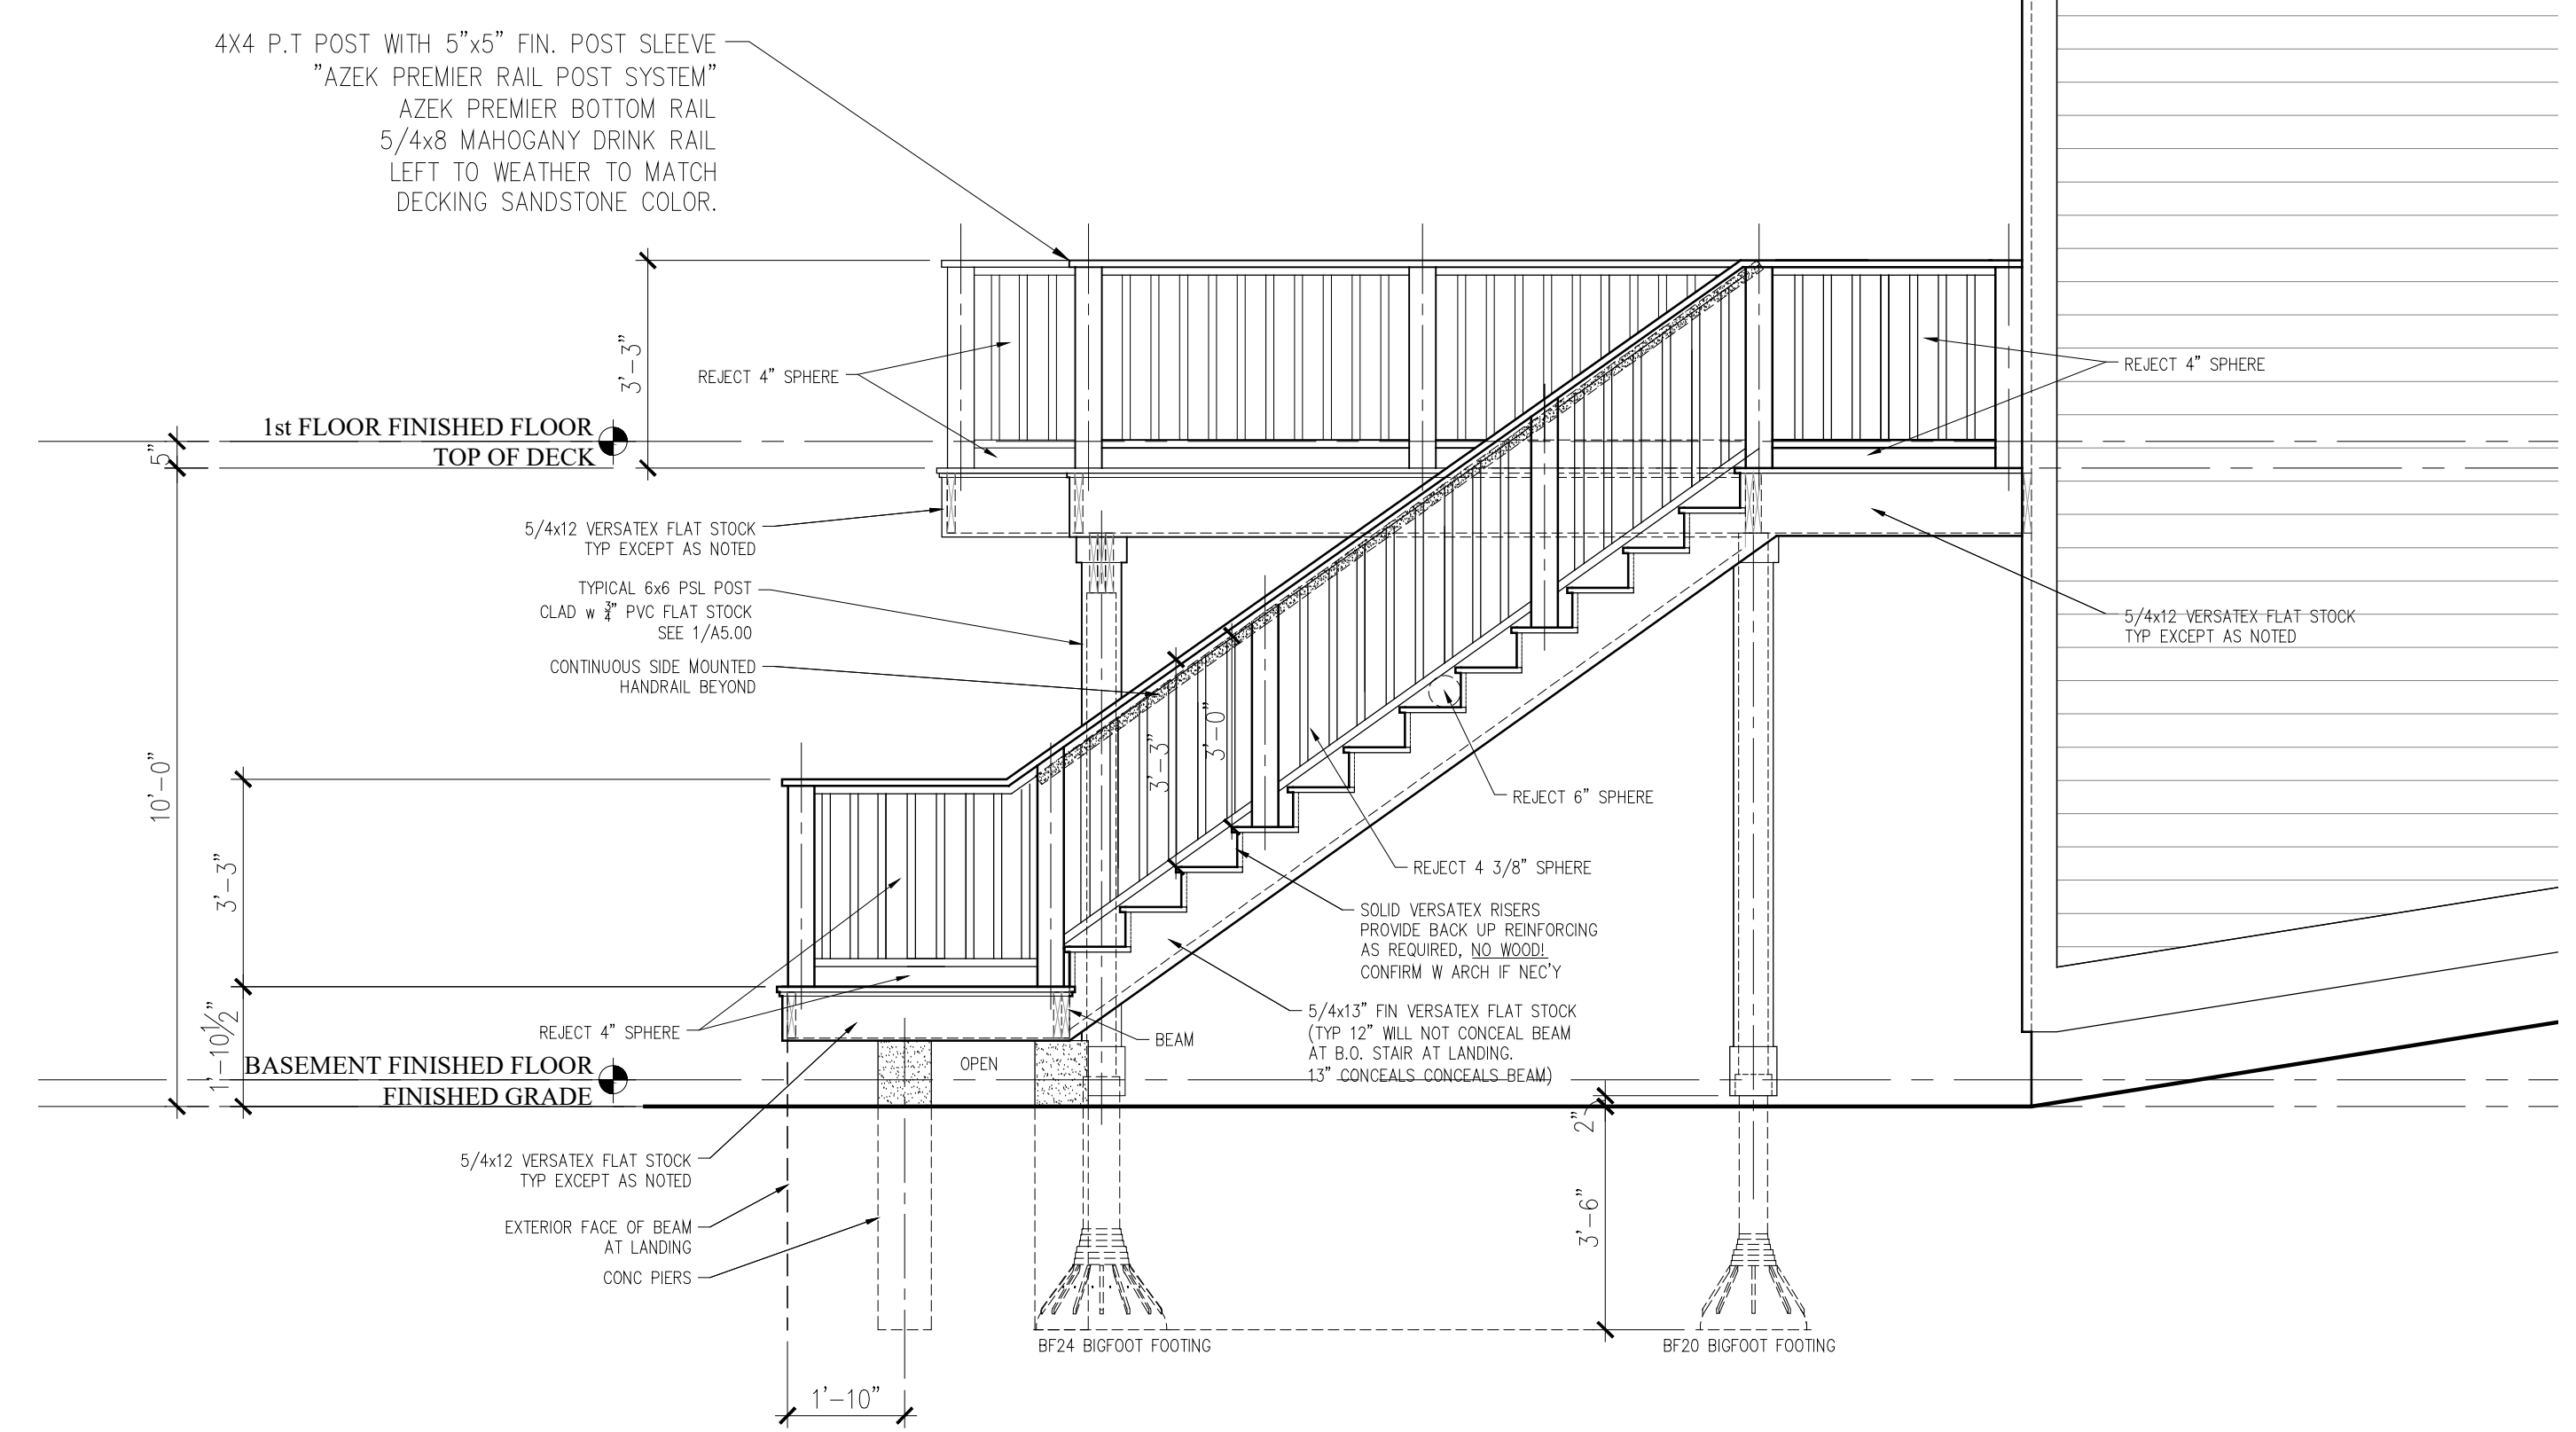 4X4 P.T POST WITH 5"x5" FIN. POST SLEEVE
"AZEK PREMIER RAIL POST SYSTEM"
AZEK PREMIER BOTTOM RAIL
5/4x8 MAHOGANY DRINK RAIL
LEFT TO WEATHER TO MATCH
DECKING SANDSTONE COLOR.
3'-3"
REJECT 4" SPHERE
REJECT 4" SPHERE
1st FLOOR FINISHED FLOOR
TOP OF DECK
5"
5/4x12 VERSATEX FLAT STOCK
TYP EXCEPT AS NOTED
TYPICAL 6x6 PSL POST
CLAD w 3/4" PVC FLAT STOCK
SEE 1/A5.00
CONTINUOUS SIDE MOUNTED
HANDRAIL BEYOND
5/4x12 VERSATEX FLAT STOCK
TYP EXCEPT AS NOTED
10'-0"
3'-3"
3'-3"
3'-0"
REJECT 6" SPHERE
REJECT 4 3/8" SPHERE
SOLID VERSATEX RISERS
PROVIDE BACK UP REINFORCING
AS REQUIRED, NO WOOD!
CONFIRM W ARCH IF NEC'Y
5/4x13" FIN VERSATEX FLAT STOCK
(TYP 12" WILL NOT CONCEAL BEAM
AT B.O. STAIR AT LANDING.
13" CONCEALS CONCEALS BEAM)
BEAM
OPEN
REJECT 4" SPHERE
1'-10½"
BASEMENT FINISHED FLOOR
FINISHED GRADE
2"
3'-6"
5/4x12 VERSATEX FLAT STOCK
TYP EXCEPT AS NOTED
EXTERIOR FACE OF BEAM
AT LANDING
CONC PIERS
BF24 BIGFOOT FOOTING
BF20 BIGFOOT FOOTING
1'-10"